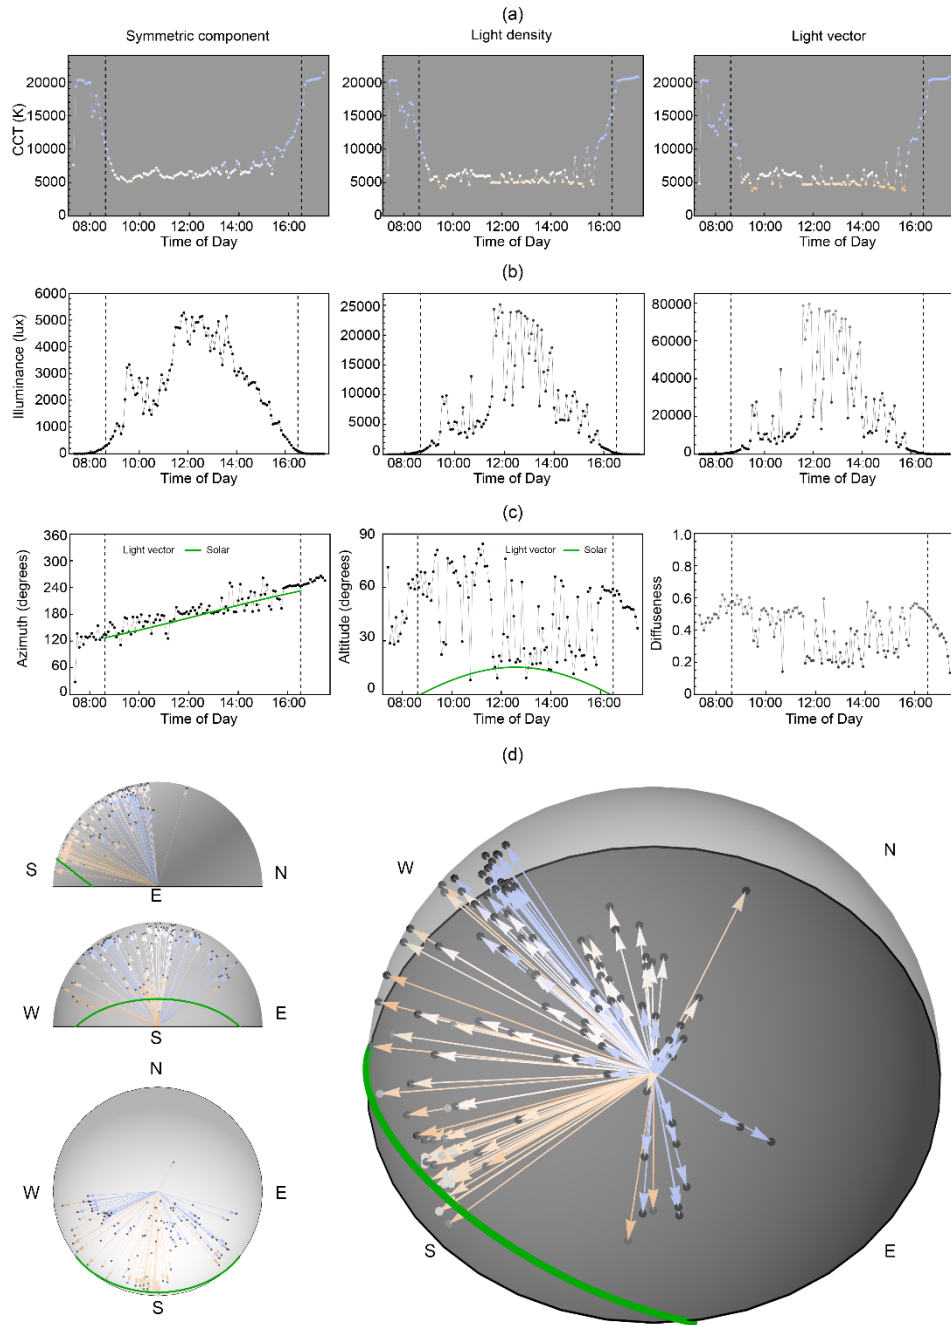 (a)
Symmetric component
Light density
Light vector
CCT (K)
20000
15000
10000
5000
0
08:00 10:00 12:00 14:00 16:00
Time of Day
20000
15000
10000
5000
0
08:00 10:00 12:00 14:00 16:00
Time of Day
20000
15000
10000
5000
0
08:00 10:00 12:00 14:00 16:00
Time of Day
(b)
Illuminance (lux)
6000
5000
4000
3000
2000
1000
0
08:00 10:00 12:00 14:00 16:00
Time of Day
25000
20000
15000
10000
5000
0
08:00 10:00 12:00 14:00 16:00
Time of Day
80000
60000
40000
20000
0
08:00 10:00 12:00 14:00 16:00
Time of Day
(c)
Azimuth (degrees)
360
300
240
180
120
60
0
Light vector
Solar
08:00 10:00 12:00 14:00 16:00
Time of Day
Altitude (degrees)
90
60
30
0
Light vector
Solar
08:00 10:00 12:00 14:00 16:00
Time of Day
Diffuseness
1.0
0.8
0.6
0.4
0.2
0
08:00 10:00 12:00 14:00 16:00
Time of Day
(d)
S
E
N
W
S
E
N
W
E
S
W
N
S
E